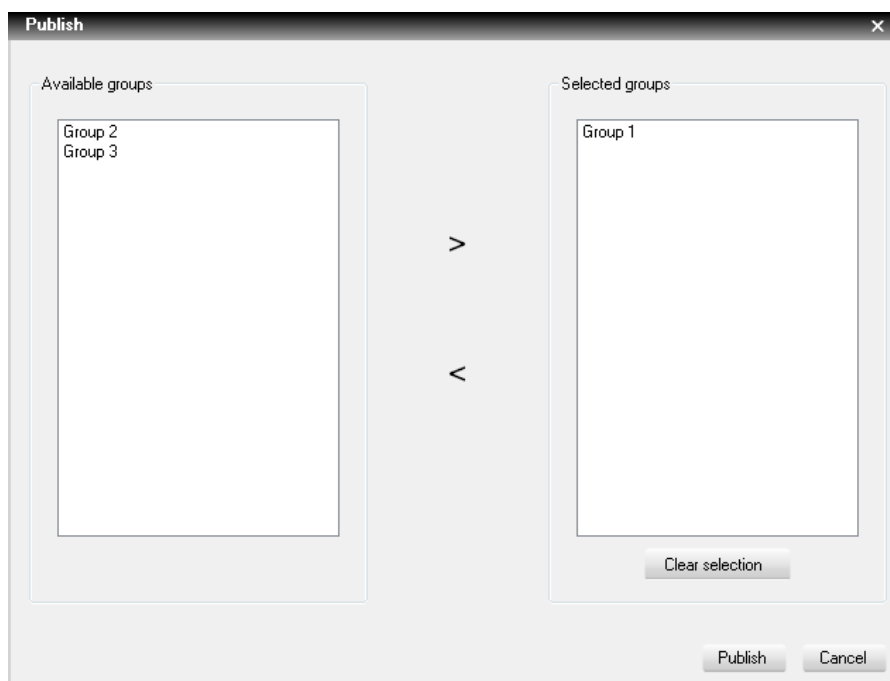 Publish
Available groups
Group 2
Group 3
>
<
Selected groups
Group 1
Clear selection
Publish
Cancel